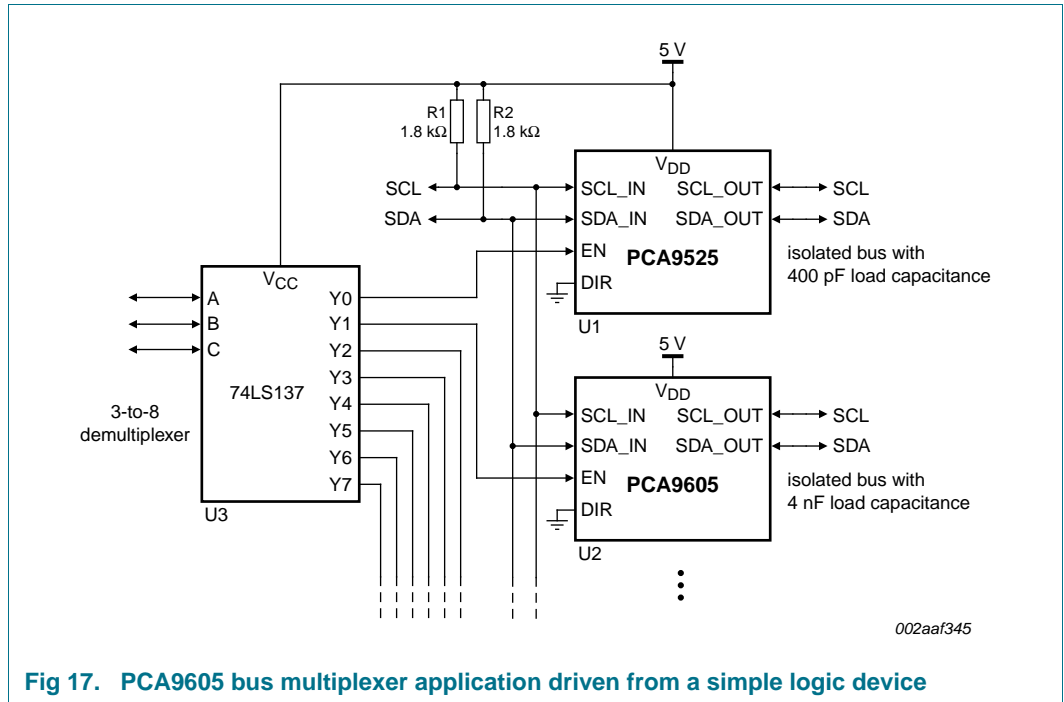 5 V
R1
1.8 kΩ
R2
1.8 kΩ
SCL
SDA
VDD
SCL_IN SCL_OUT
SDA_IN SDA_OUT
EN
PCA9525
DIR
U1
SCL
SDA
isolated bus with
400 pF load capacitance
VCC
A
B
C
74LS137
Y0
Y1
Y2
Y3
Y4
Y5
Y6
Y7
3-to-8
demultiplexer
U3
5 V
VDD
SCL_IN SCL_OUT
SDA_IN SDA_OUT
EN
PCA9605
DIR
U2
SCL
SDA
isolated bus with
4 nF load capacitance
002aaf345
Fig 17. PCA9605 bus multiplexer application driven from a simple logic device